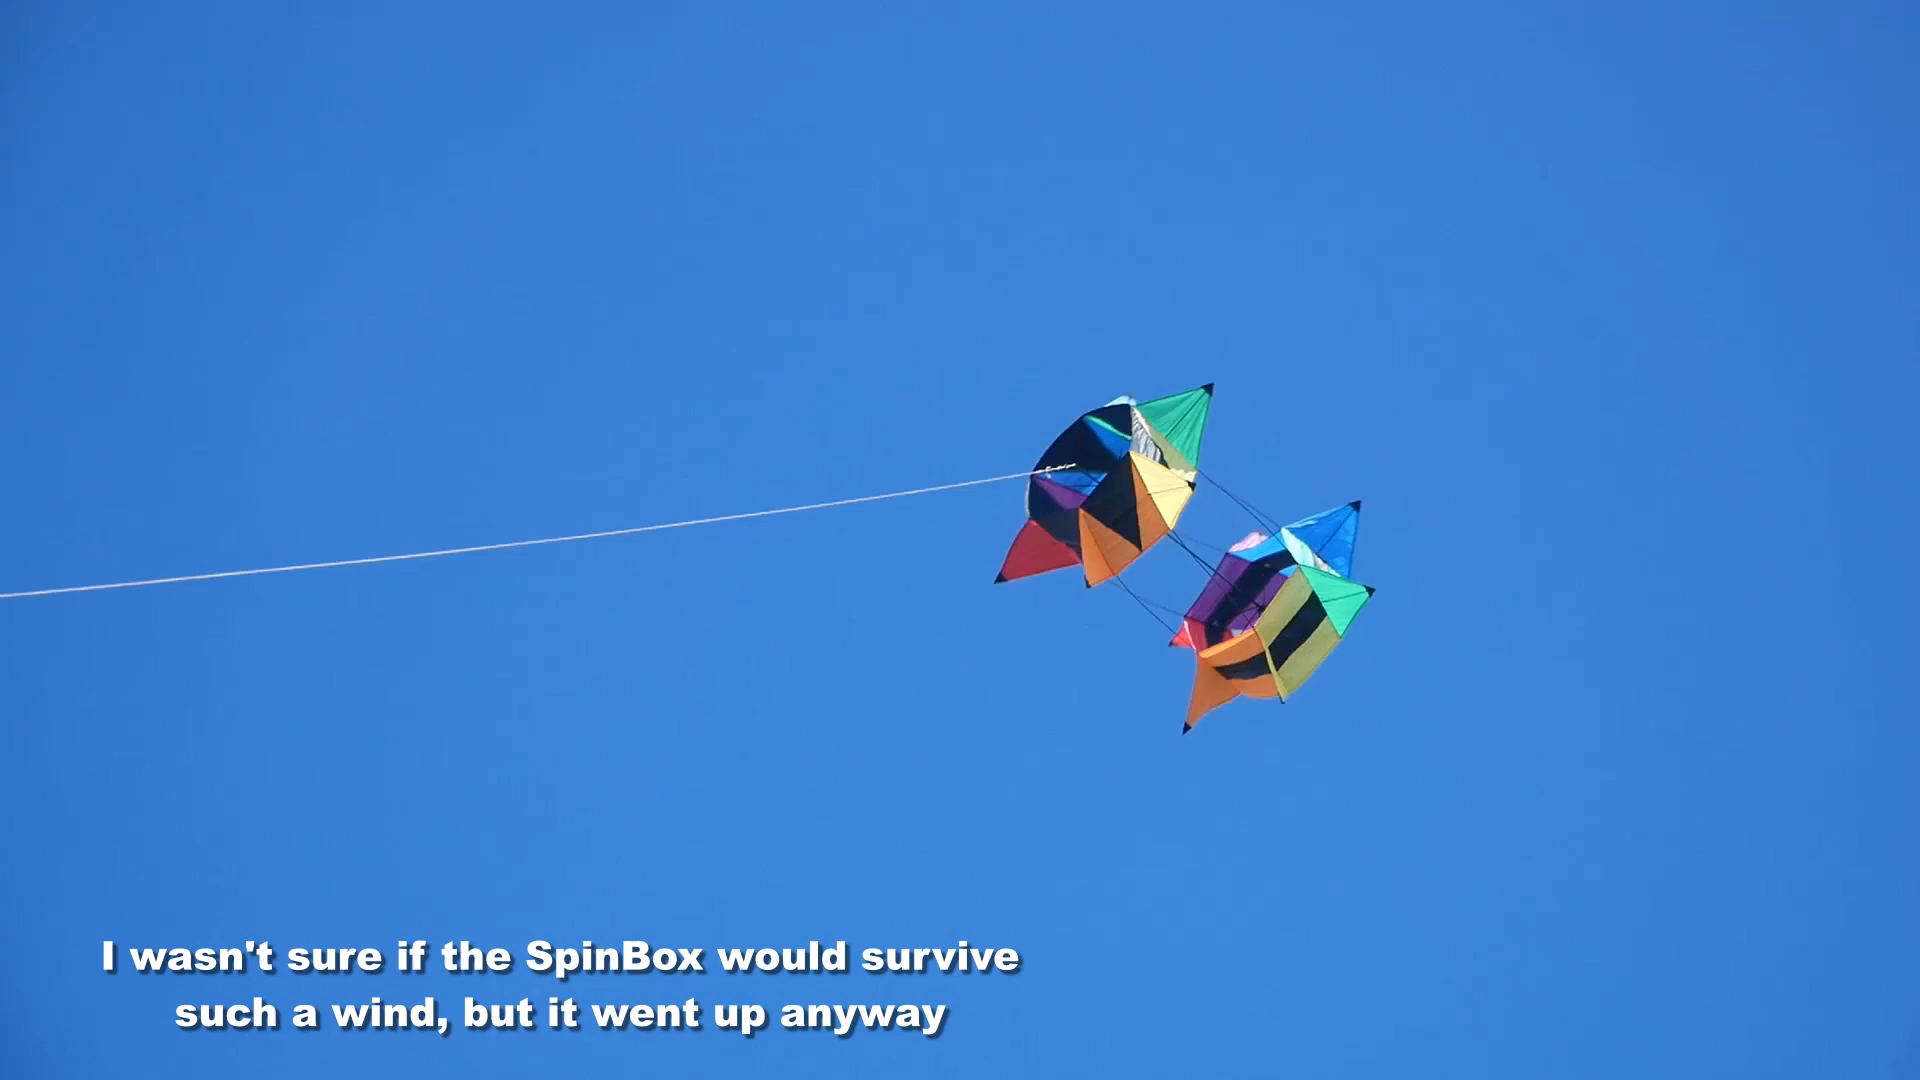 I wasn't sure if the SpinBox would survive
such a wind, but it went up anyway